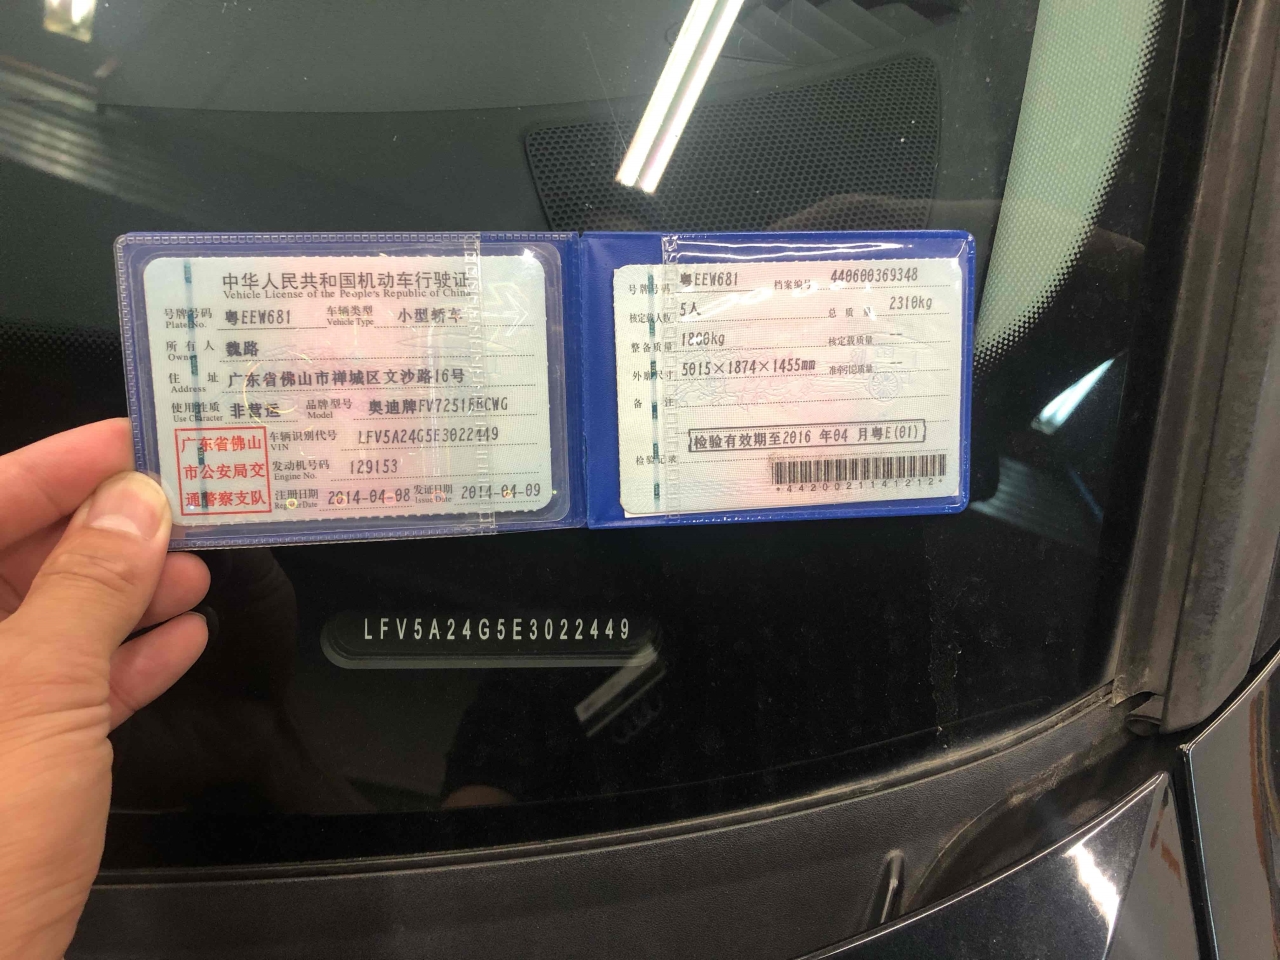 中华人民共和国机动车行驶证
Vehicle License of the People's Republic of China
号牌号码 粤EEW681 车辆类型 小型轿车
Plate No. Vehicle Type
所有人 魏路
Owner
住址 广东省佛山市禅城区文沙路16号
Address
使用性质 非营运 品牌型号 奥迪牌
Use Character Model
广东省佛山
市公安局交
通警察支队
车辆识别代号 LFV5A24G5E3022449
VIN
发动机号码 129153
Engine No.
注册日期 2014-04-08 发证日期 2014-04-09
Register Date Issue Date
号牌号码 粤EEW681 档案编号 440600369348
核定载人数 5人 总质量 2310kg
整备质量 1800kg 核定载质量 --
外廓尺寸 5015×1874×1455mm 准牵引总质量 --
备注
检验有效期至2016年04月粤E(01)
检验记录
*4420021141212*
LFV5A24G5E3022449